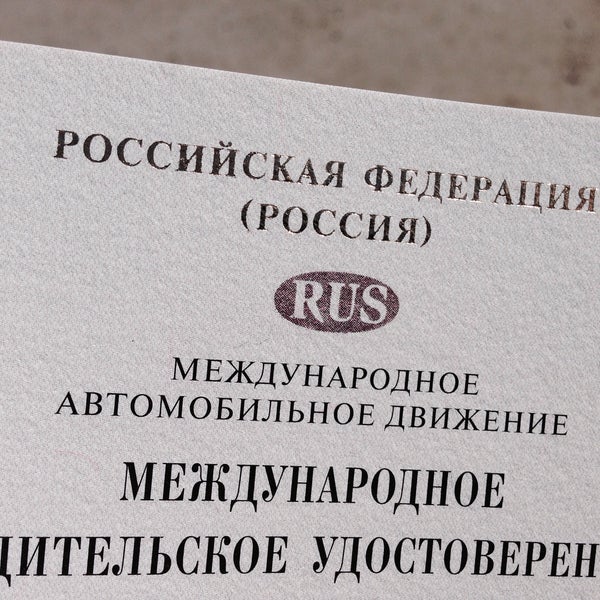 РОССИЙСКАЯ ФЕДЕРАЦИЯ
(РОССИЯ)
RUS
МЕЖДУНАРОДНОЕ
АВТОМОБИЛЬНОЕ ДВИЖЕНИЕ
МЕЖДУНАРОДНОЕ
ДИТЕЛЬСКОЕ УДОСТОВЕРЕН